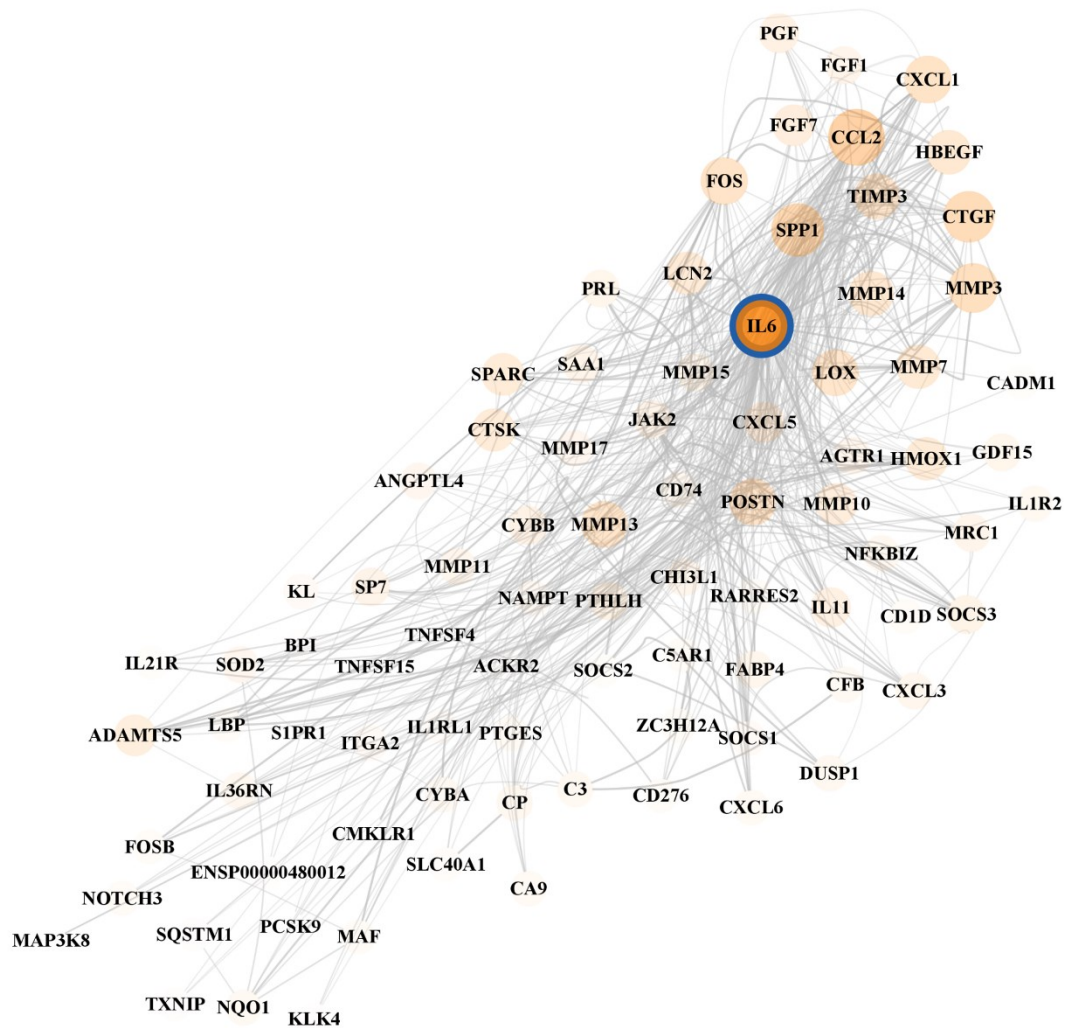 PGF
FGF1
CXCL1
FGF7
CCL2
HBEGF
FOS
TIMP3
SPP1
CTGF
LCN2
PRL
MMP14
MMP3
IL6
SPARC
SAA1
MMP15
LOX
MMP7
CADM1
CTSK
JAK2
CXCL5
MMP17
AGTR1
HMOX1
GDF15
ANGPTL4
CD74
POSTN
MMP10
IL1R2
CYBB
MMP13
MRC1
NFKBIZ
MMP11
CHI3L1
KL
SP7
NAMPT
PTHLH
RARRES2
IL11
CD1D
SOCS3
TNFSF4
BPI
IL21R
SOD2
TNFSF15
ACKR2
SOCS2
C5AR1
FABP4
CFB
CXCL3
ADAMTS5
LBP
S1PR1
ITGA2
IL1RL1
PTGES
ZC3H12A
SOCS1
DUSP1
IL36RN
CYBA
CP
C3
CD276
CXCL6
FOSB
CMKLR1
SLC40A1
ENSP00000480012
CA9
NOTCH3
MAP3K8
SQSTM1
PCSK9
MAF
TXNIP
NQO1
KLK4